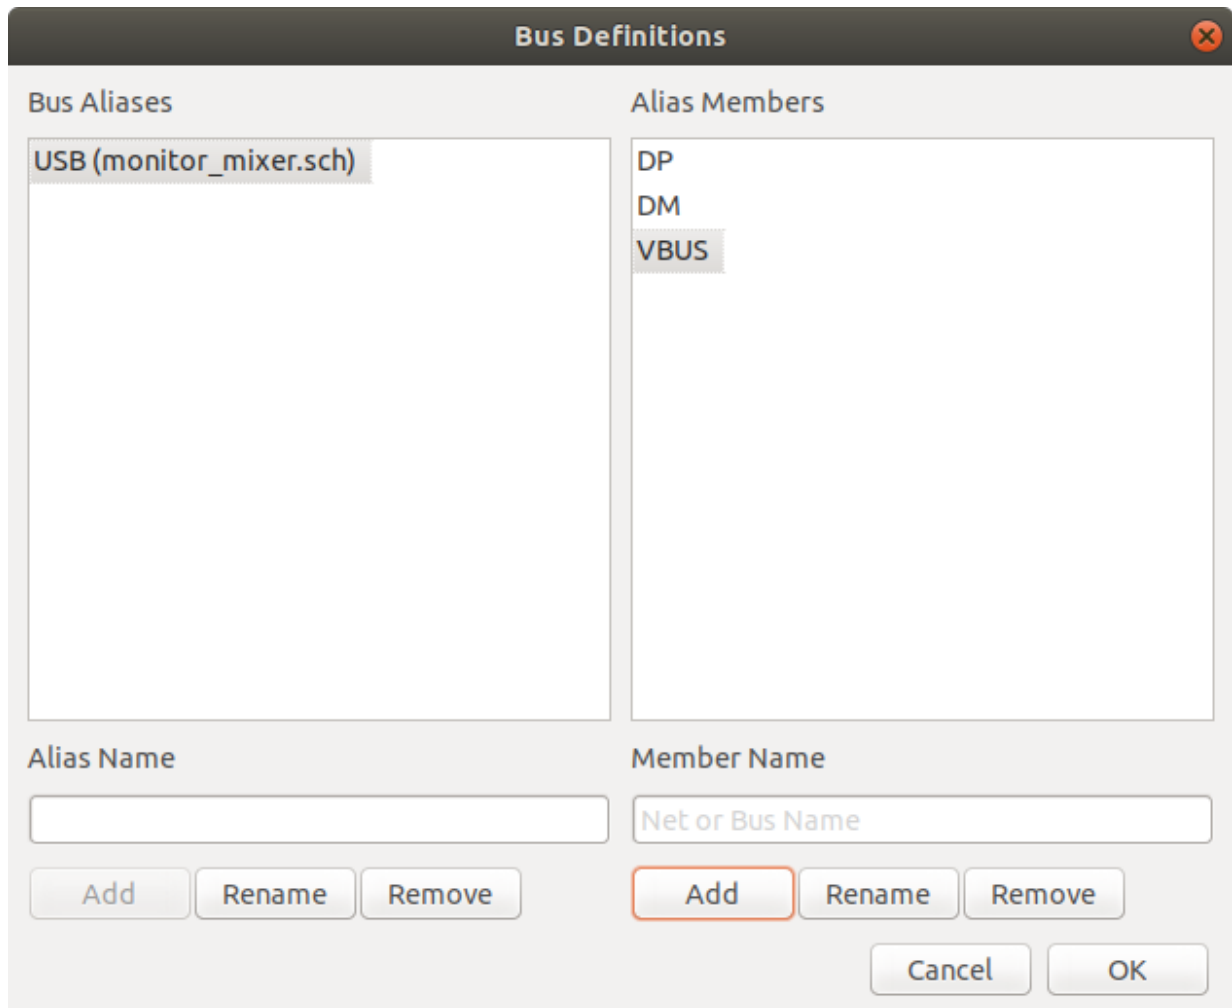 Bus Definitions
Bus Aliases
Alias Members
USB (monitor_mixer.sch)
DP
DM
VBUS
Alias Name
Member Name
Net or Bus Name
Add
Rename
Remove
Add
Rename
Remove
Cancel
OK